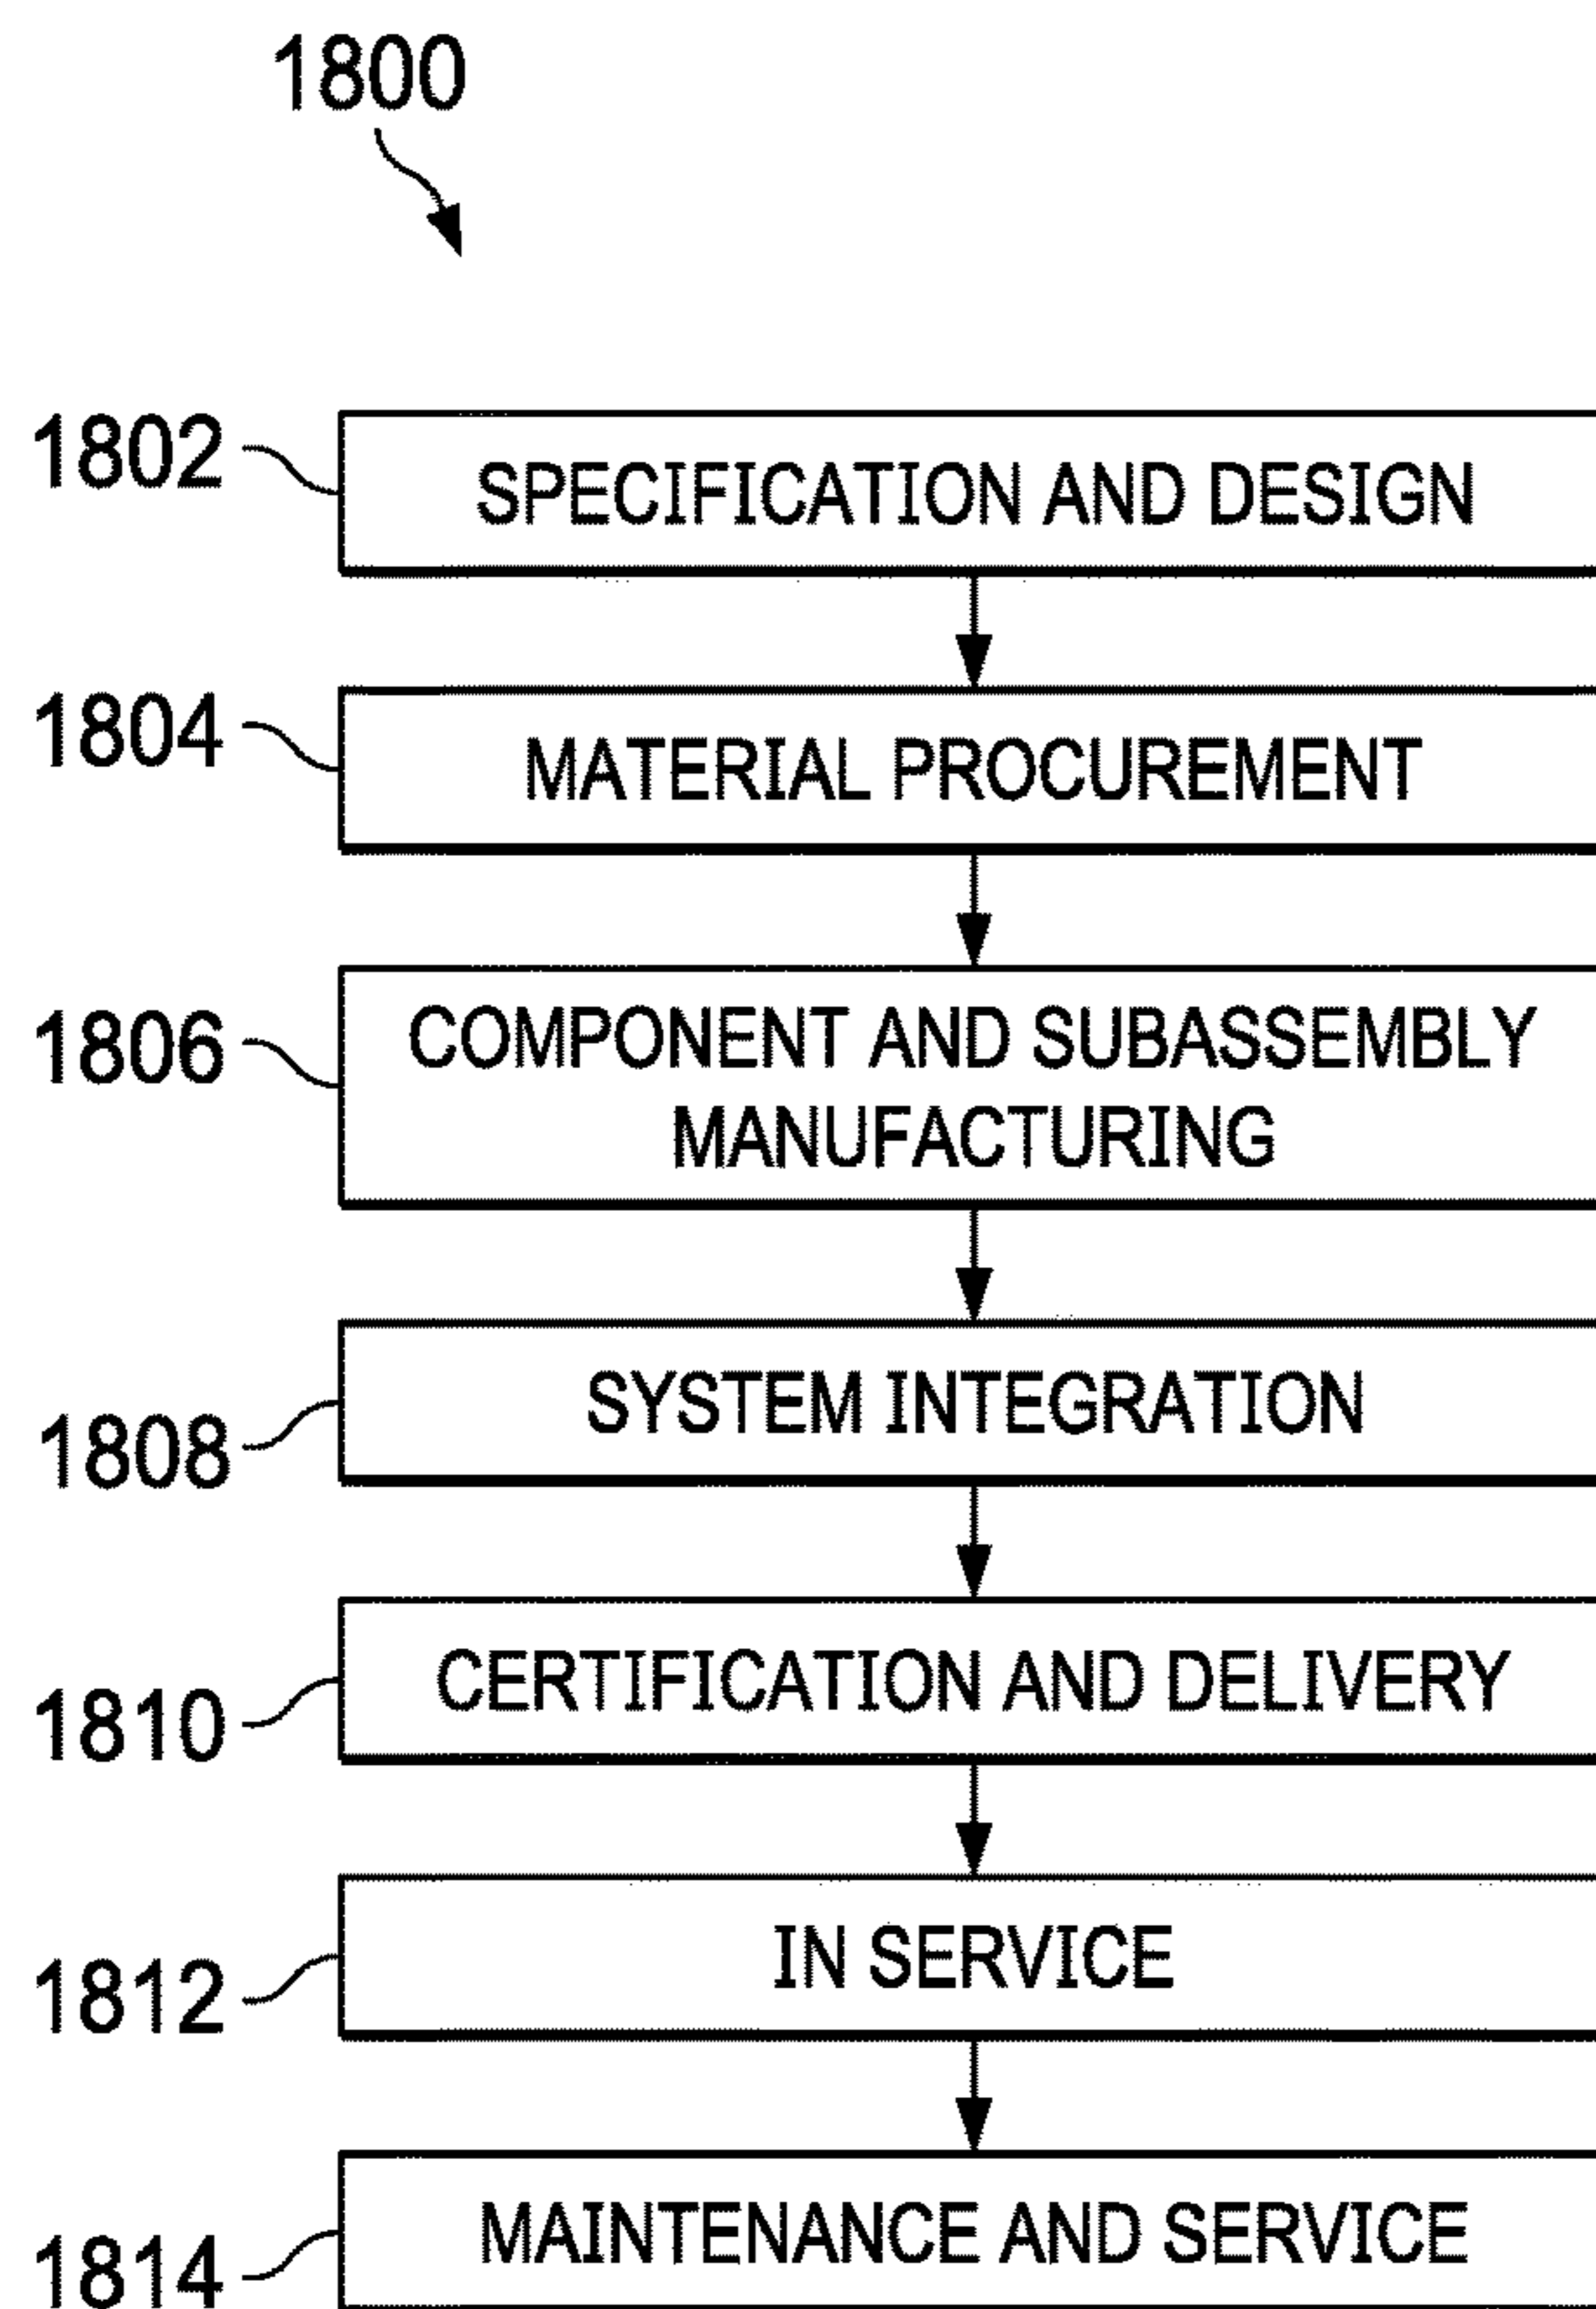 1800
1802
SPECIFICATION AND DESIGN
1804
MATERIAL PROCUREMENT
1806
COMPONENT AND SUBASSEMBLY
MANUFACTURING
1808
SYSTEM INTEGRATION
1810
CERTIFICATION AND DELIVERY
1812
IN SERVICE
1814
MAINTENANCE AND SERVICE